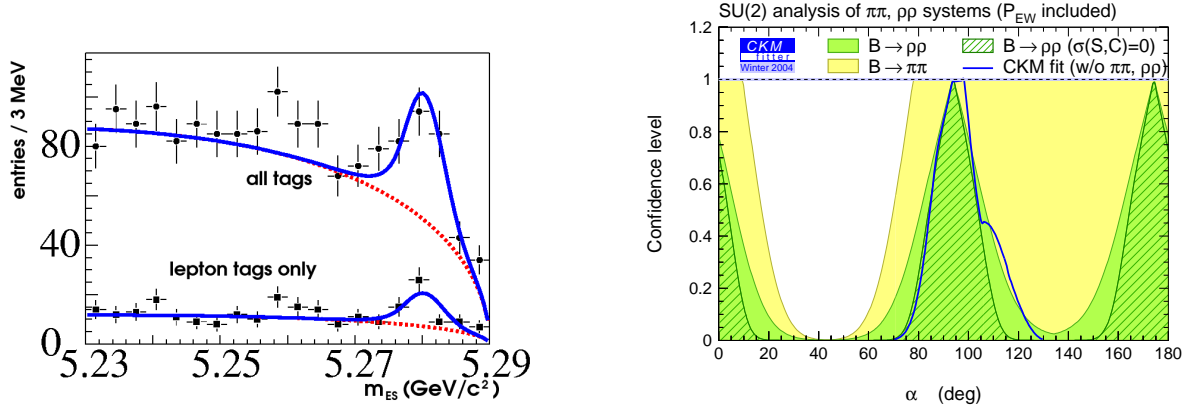 entries / 3 MeV
80
40
0
all tags
lepton tags only
5.23
5.25
5.27
5.29
m_ES (GeV/c²)
SU(2) analysis of ππ, ρρ systems (P_EW included)
CKM
fitter
Winter 2004
B → ρρ
B → ππ
B → ρρ (σ(S,C)=0)
CKM fit (w/o ππ, ρρ)
Confidence level
1.2
1
0.8
0.6
0.4
0.2
0
0
20
40
60
80
100
120
140
160
180
α (deg)